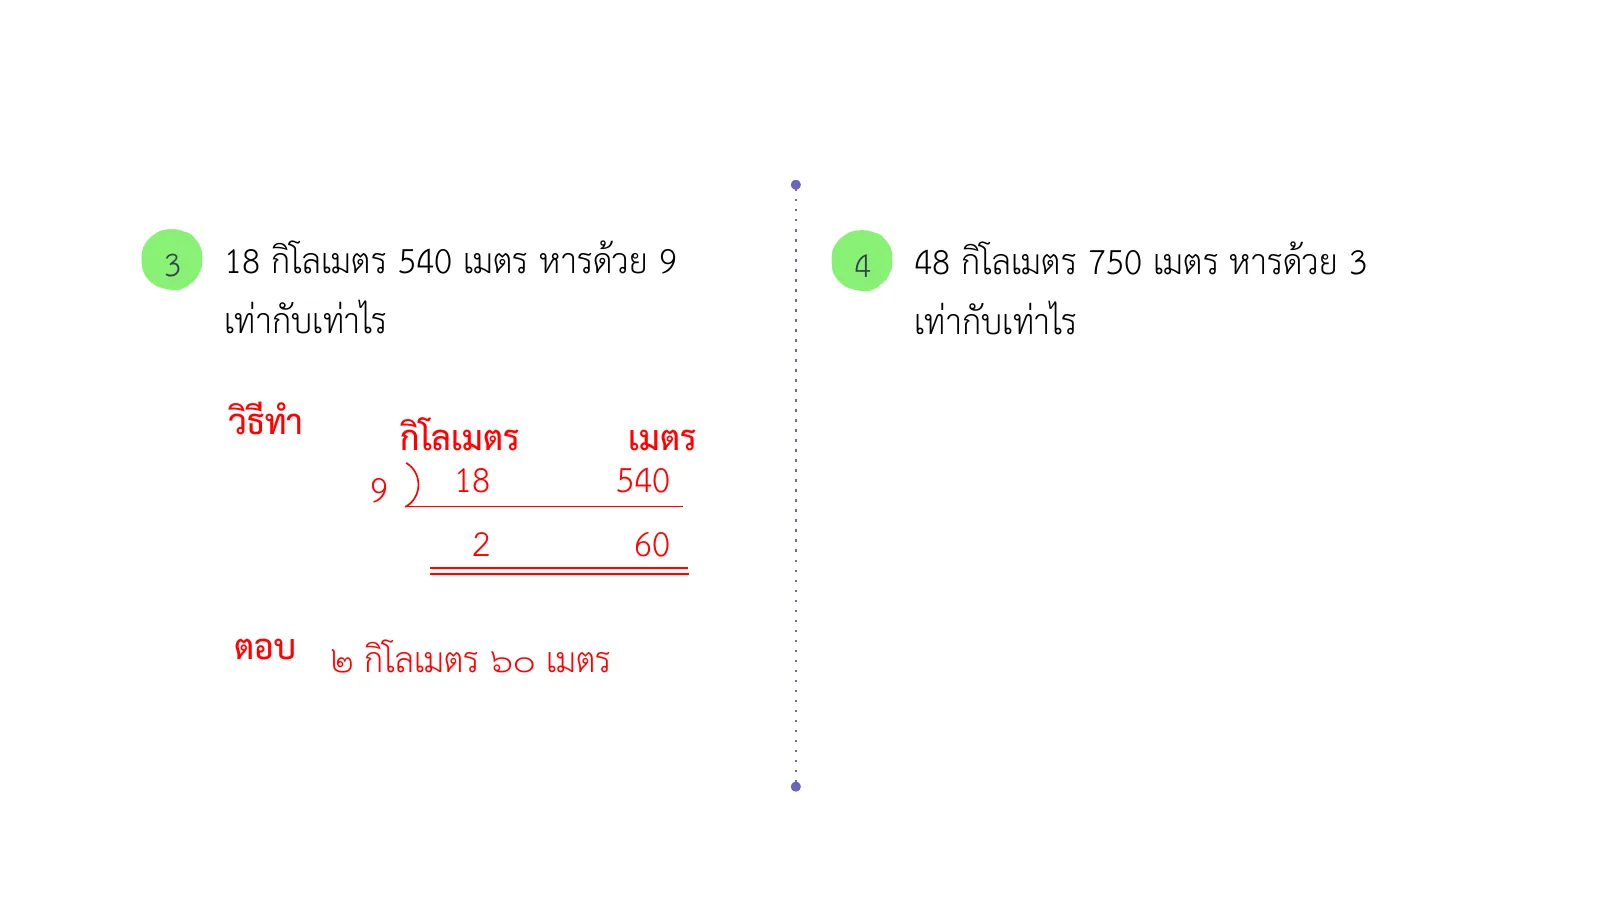 3 18 กิโลเมตร 540 เมตร หารด้วย 9
เท่ากับเท่าไร
วิธีทำ
กิโลเมตร เมตร
9 ) 18 540
2 60
ตอบ ๒ กิโลเมตร ๖๐ เมตร
4 48 กิโลเมตร 750 เมตร หารด้วย 3
เท่ากับเท่าไร